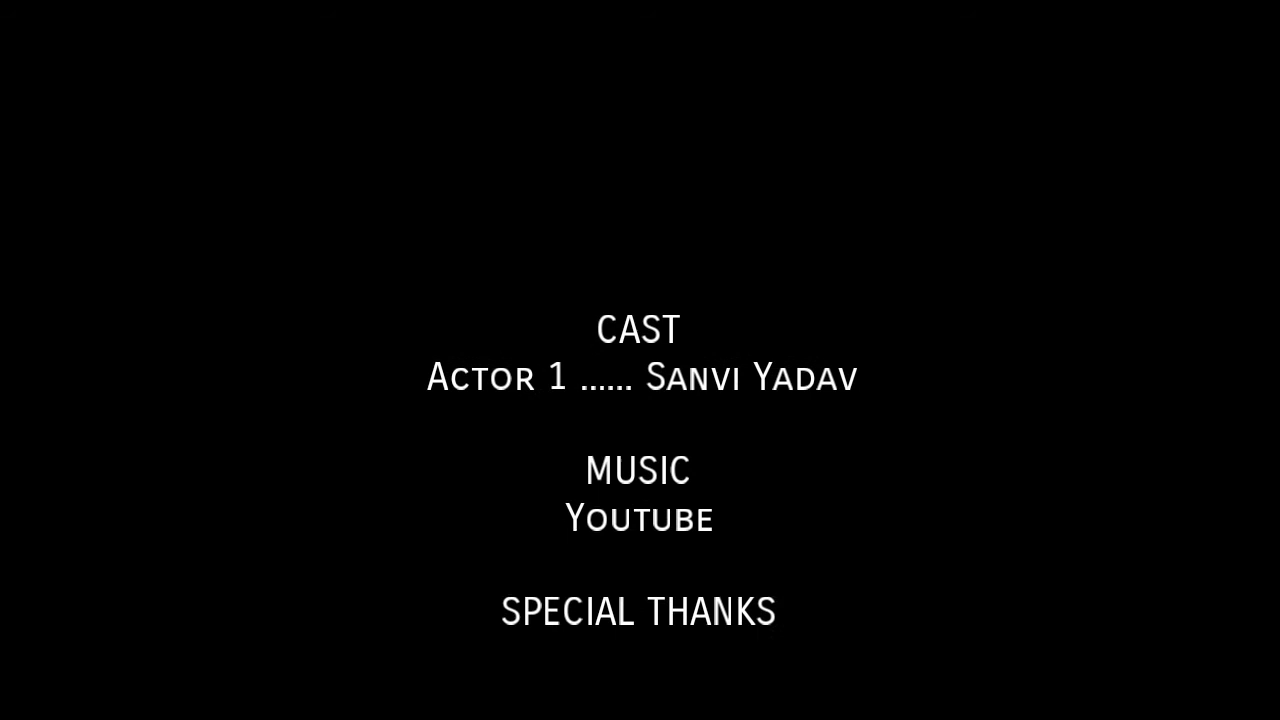 CAST
Actor 1 ...... Sanvi Yadav
MUSIC
Youtube
SPECIAL THANKS